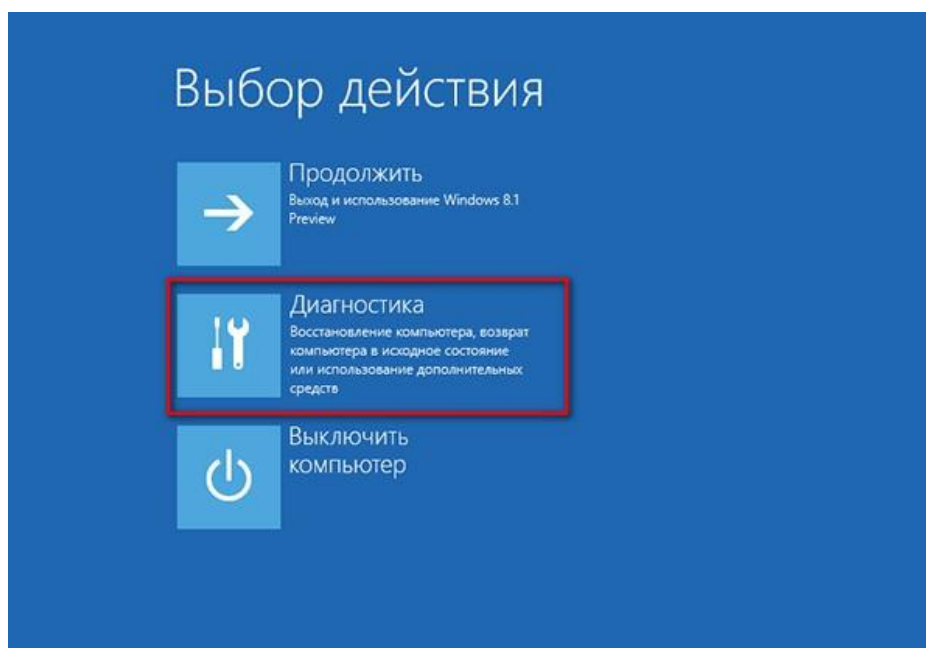 Выбор действия
Продолжить
Выход и использование Windows 8.1
Preview
Диагностика
Восстановление компьютера, возврат
компьютера в исходное состояние
или использование дополнительных
средств
Выключить
компьютер